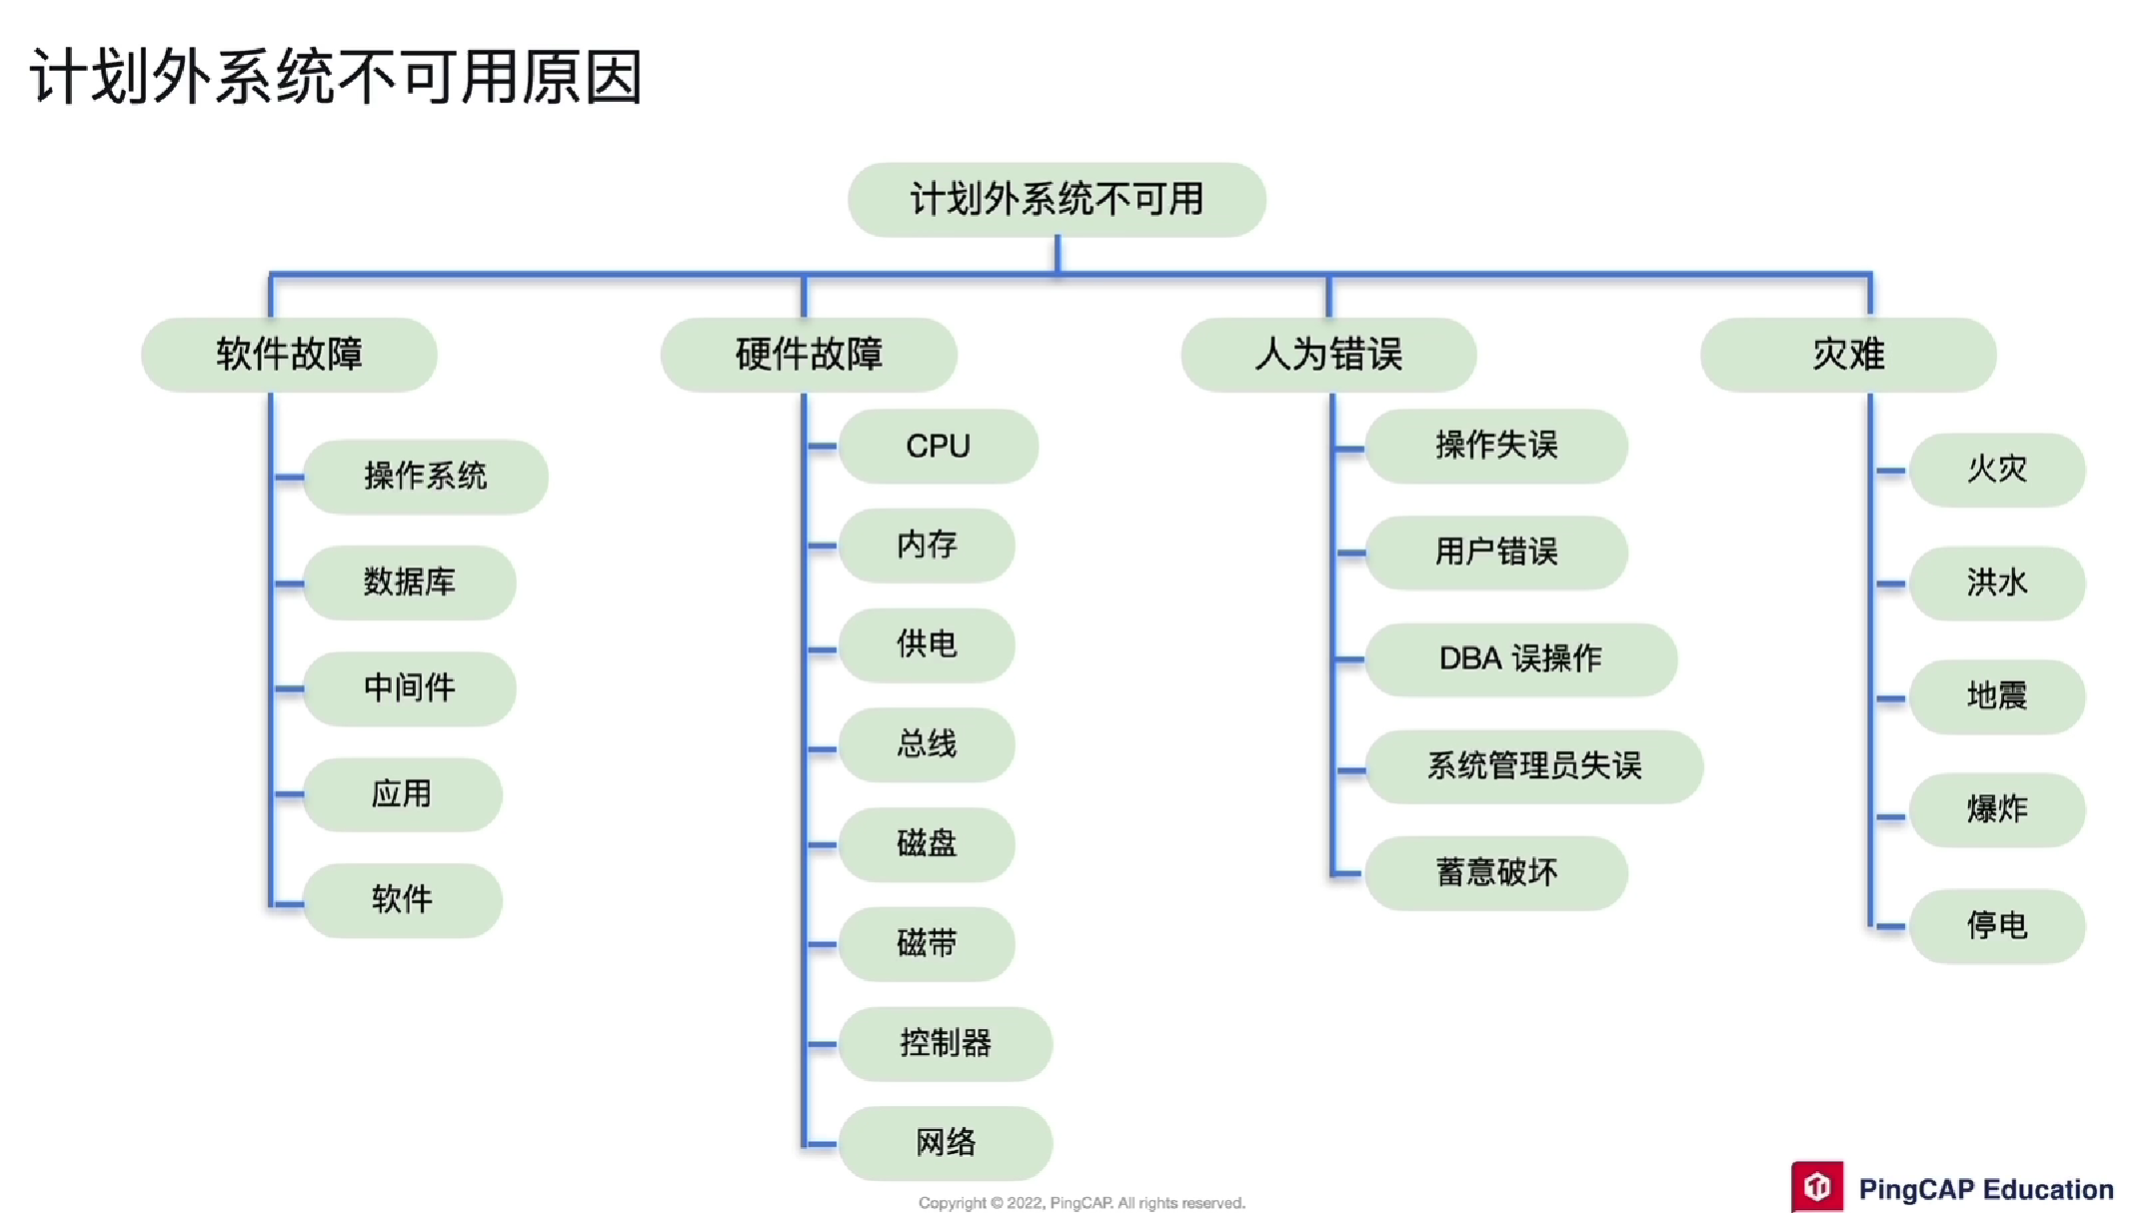 计划外系统不可用原因
计划外系统不可用
软件故障
操作系统
数据库
中间件
应用
软件
硬件故障
CPU
内存
供电
总线
磁盘
磁带
控制器
网络
人为错误
操作失误
用户错误
DBA 误操作
系统管理员失误
蓄意破坏
灾难
火灾
洪水
地震
爆炸
停电
Copyright © 2022, PingCAP. All rights reserved.
PingCAP Education